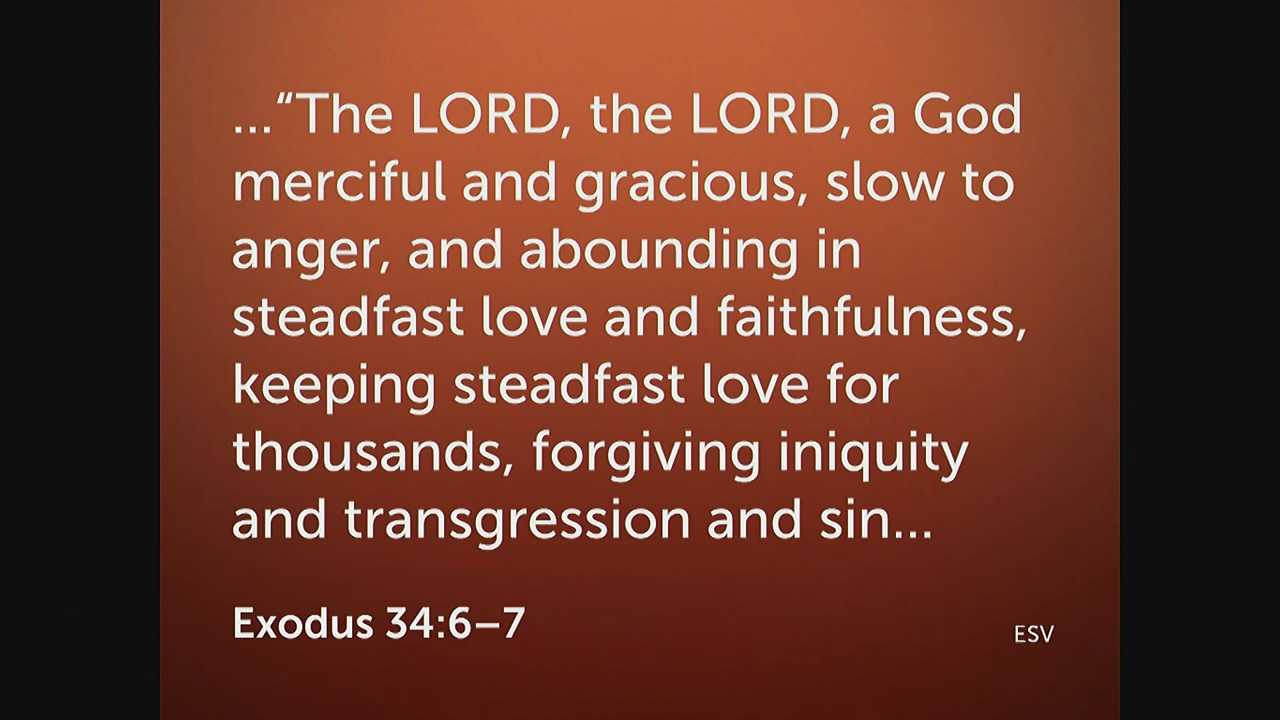 ...“The LORD, the LORD, a God
merciful and gracious, slow to
anger, and abounding in
steadfast love and faithfulness,
keeping steadfast love for
thousands, forgiving iniquity
and transgression and sin...
Exodus 34:6–7
ESV